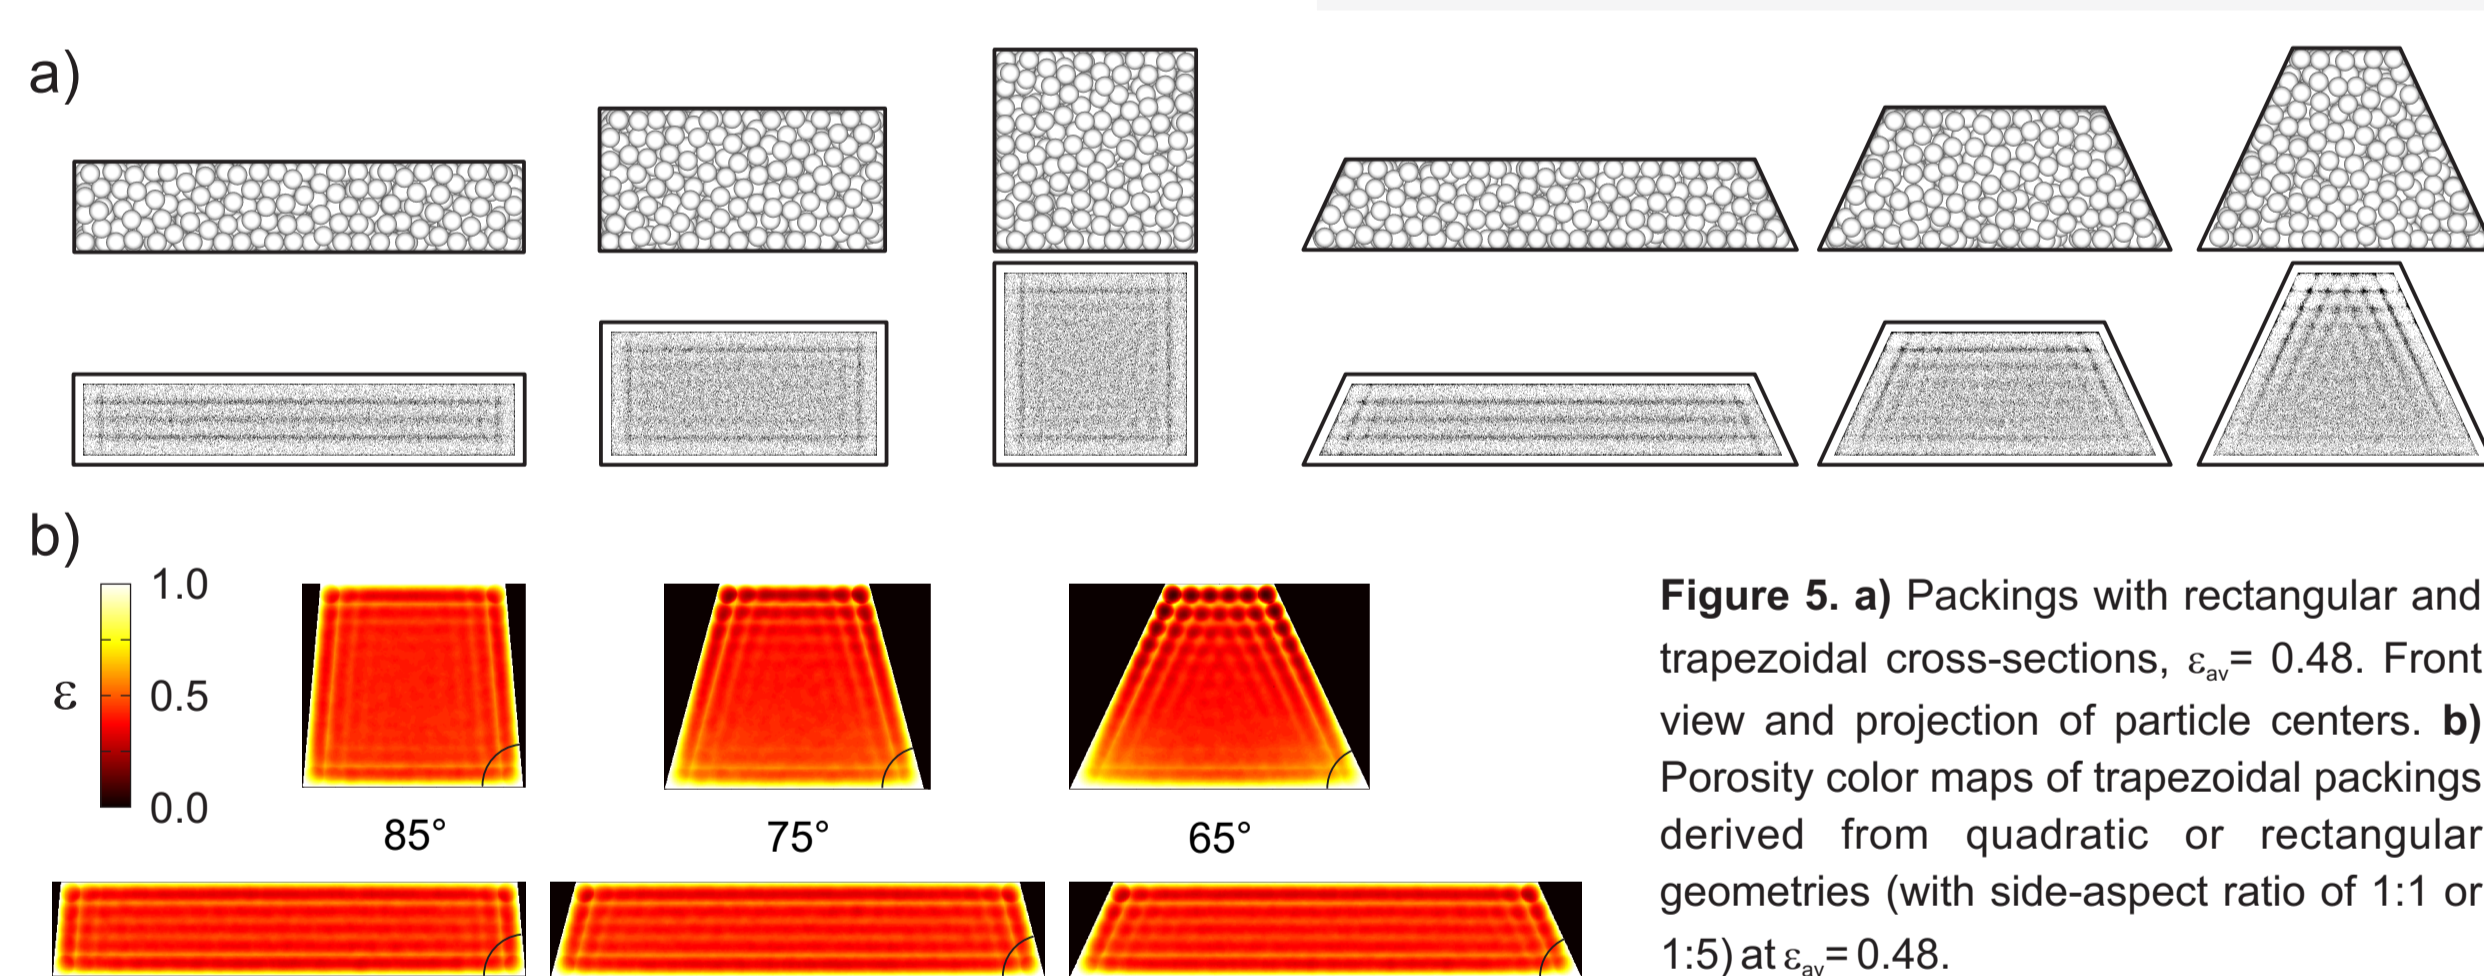 a)
b)
1.0
ε
0.5
0.0
85°
75°
65°
Figure 5. a) Packings with rectangular and
trapezoidal cross-sections, εav= 0.48. Front
view and projection of particle centers. b)
Porosity color maps of trapezoidal packings
derived from quadratic or rectangular
geometries (with side-aspect ratio of 1:1 or
1:5) at εav= 0.48.